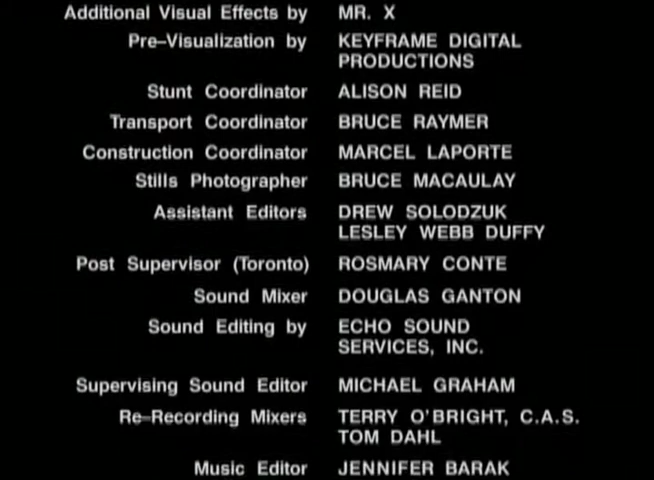 Additional Visual Effects by MR. X
Pre-Visualization by KEYFRAME DIGITAL
PRODUCTIONS
Stunt Coordinator ALISON REID
Transport Coordinator BRUCE RAYMER
Construction Coordinator MARCEL LAPORTE
Stills Photographer BRUCE MACAULAY
Assistant Editors DREW SOLODZUK
LESLEY WEBB DUFFY
Post Supervisor (Toronto) ROSMARY CONTE
Sound Mixer DOUGLAS GANTON
Sound Editing by ECHO SOUND
SERVICES, INC.
Supervising Sound Editor MICHAEL GRAHAM
Re-Recording Mixers TERRY O'BRIGHT, C.A.S.
TOM DAHL
Music Editor JENNIFER BARAK